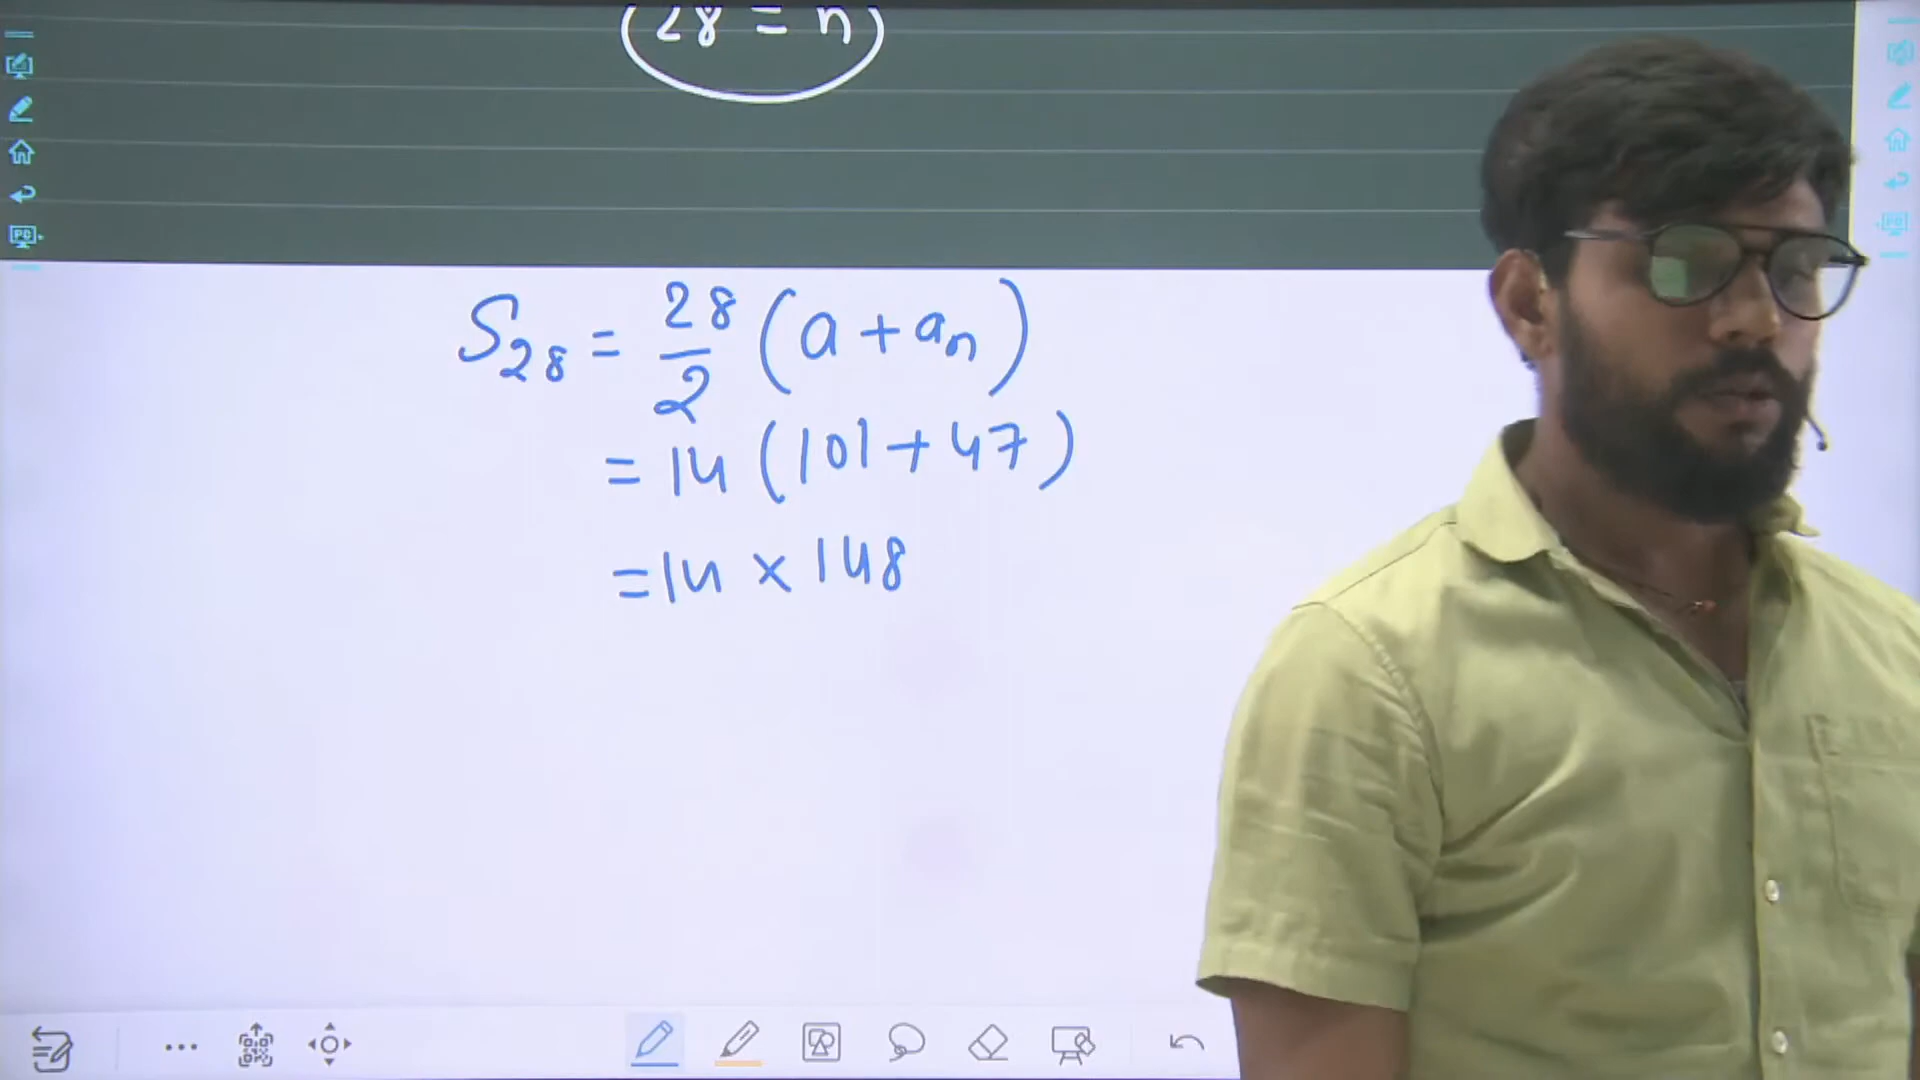 28 = n
S₂₈ = 28/2 (a + aₙ)
= 14 (101 + 47)
= 14 × 148